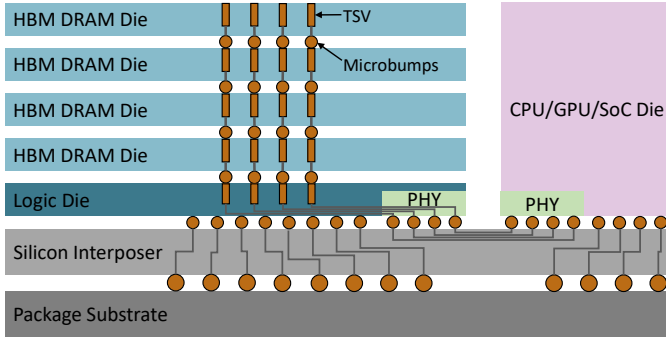 HBM DRAM Die
TSV
HBM DRAM Die
Microbumps
HBM DRAM Die
CPU/GPU/SoC Die
HBM DRAM Die
Logic Die
PHY
PHY
Silicon Interposer
Package Substrate